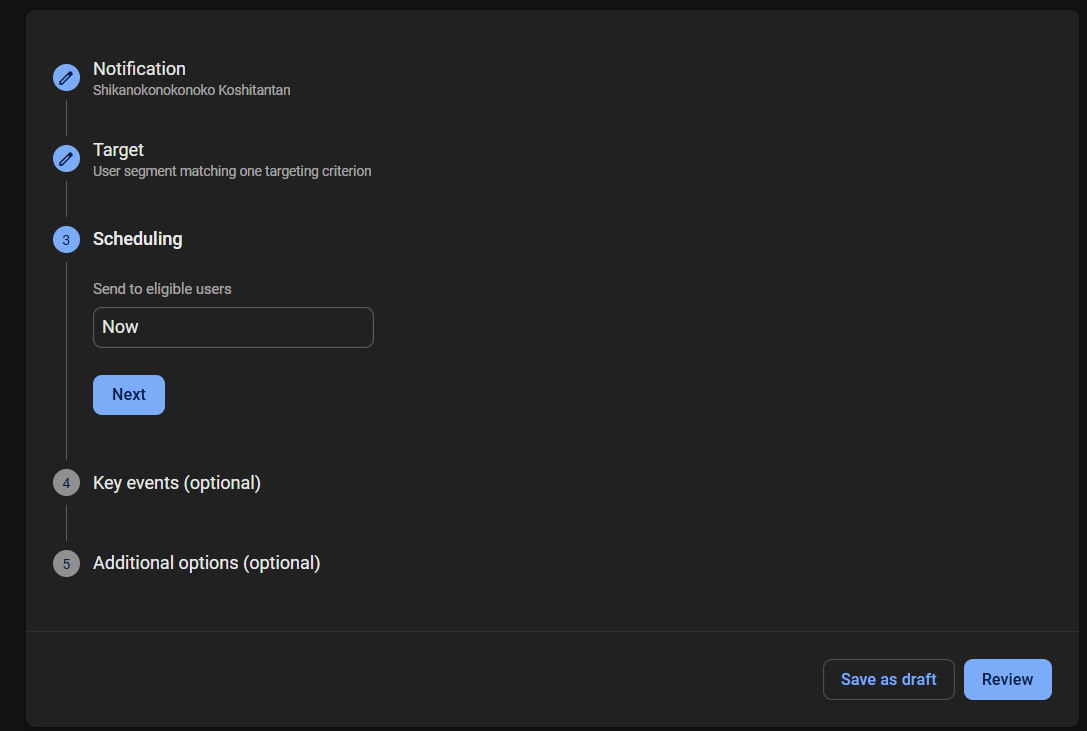 Notification
Shikanokonokonoko Koshitantan
Target
User segment matching one targeting criterion
3
Scheduling
Send to eligible users
Now
Next
4
Key events (optional)
5
Additional options (optional)
Save as draft
Review